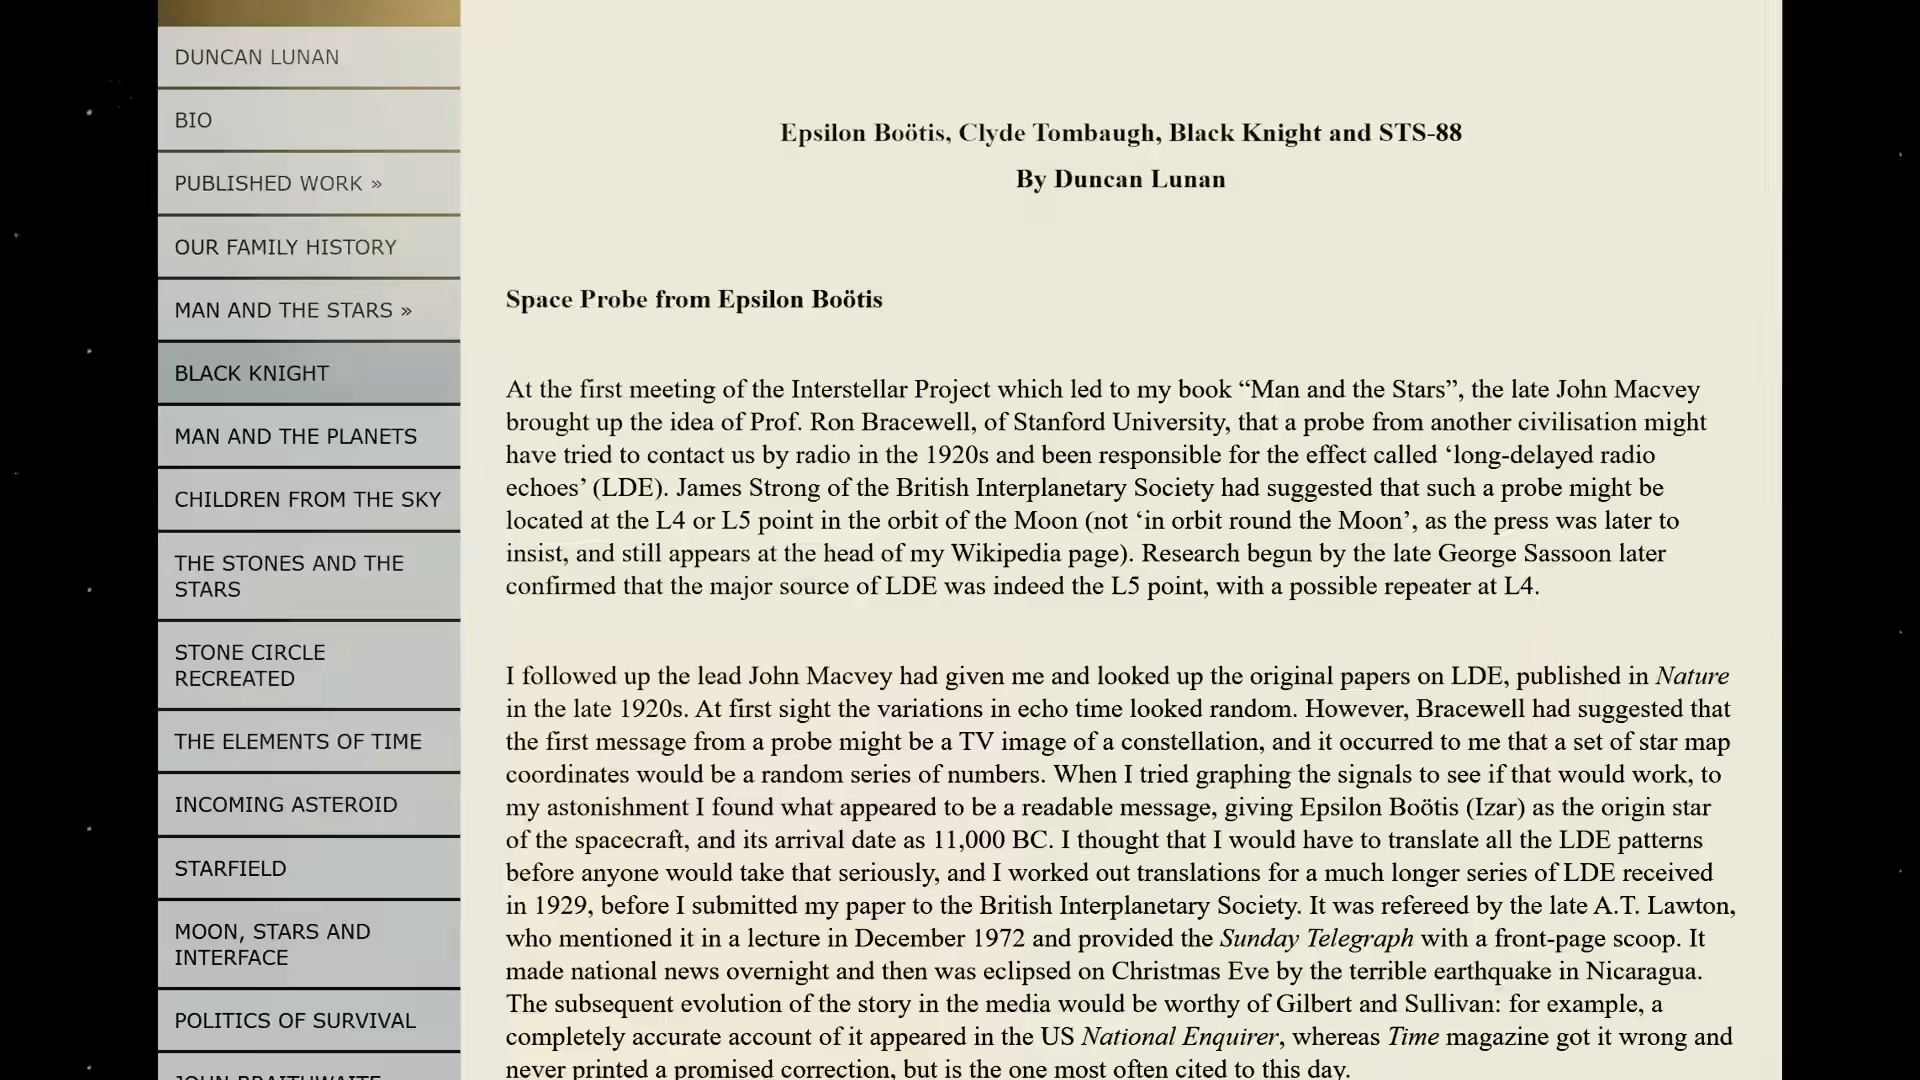 DUNCAN LUNAN
BIO
PUBLISHED WORK »
OUR FAMILY HISTORY
MAN AND THE STARS »
BLACK KNIGHT
MAN AND THE PLANETS
CHILDREN FROM THE SKY
THE STONES AND THE
STARS
STONE CIRCLE
RECREATED
THE ELEMENTS OF TIME
INCOMING ASTEROID
STARFIELD
MOON, STARS AND
INTERFACE
POLITICS OF SURVIVAL
JOHN BRAITHWAITE
Epsilon Boötis, Clyde Tombaugh, Black Knight and STS-88
By Duncan Lunan
Space Probe from Epsilon Boötis
At the first meeting of the Interstellar Project which led to my book “Man and the Stars”, the late John Macvey
brought up the idea of Prof. Ron Bracewell, of Stanford University, that a probe from another civilisation might
have tried to contact us by radio in the 1920s and been responsible for the effect called ‘long-delayed radio
echoes’ (LDE). James Strong of the British Interplanetary Society had suggested that such a probe might be
located at the L4 or L5 point in the orbit of the Moon (not ‘in orbit round the Moon’, as the press was later to
insist, and still appears at the head of my Wikipedia page). Research begun by the late George Sassoon later
confirmed that the major source of LDE was indeed the L5 point, with a possible repeater at L4.
I followed up the lead John Macvey had given me and looked up the original papers on LDE, published in Nature
in the late 1920s. At first sight the variations in echo time looked random. However, Bracewell had suggested that
the first message from a probe might be a TV image of a constellation, and it occurred to me that a set of star map
coordinates would be a random series of numbers. When I tried graphing the signals to see if that would work, to
my astonishment I found what appeared to be a readable message, giving Epsilon Boötis (Izar) as the origin star
of the spacecraft, and its arrival date as 11,000 BC. I thought that I would have to translate all the LDE patterns
before anyone would take that seriously, and I worked out translations for a much longer series of LDE received
in 1929, before I submitted my paper to the British Interplanetary Society. It was refereed by the late A.T. Lawton,
who mentioned it in a lecture in December 1972 and provided the Sunday Telegraph with a front-page scoop. It
made national news overnight and then was eclipsed on Christmas Eve by the terrible earthquake in Nicaragua.
The subsequent evolution of the story in the media would be worthy of Gilbert and Sullivan: for example, a
completely accurate account of it appeared in the US National Enquirer, whereas Time magazine got it wrong and
never printed a promised correction, but is the one most often cited to this day.